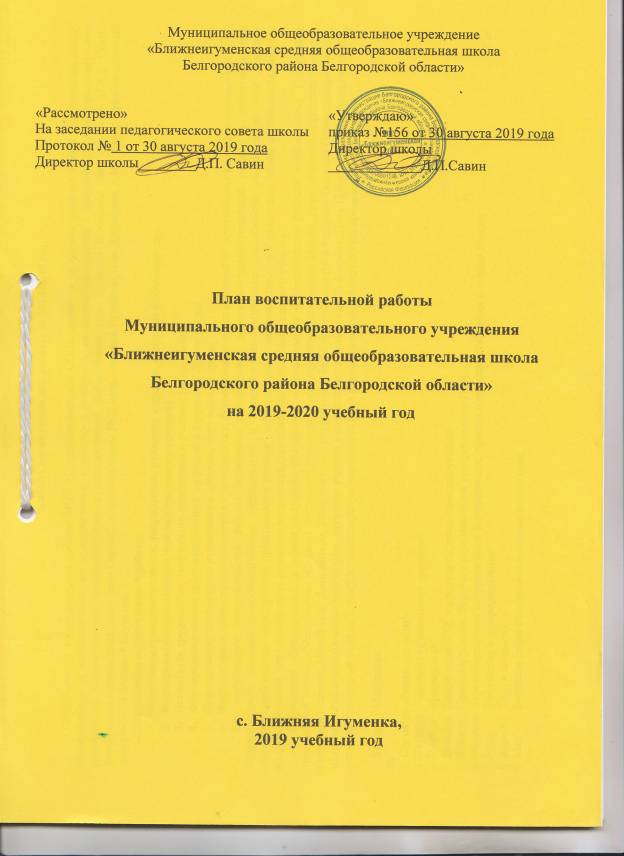 Муниципальное общеобразовательное учреждение
«Ближнеигуменская средняя общеобразовательная школа
Белгородского района Белгородской области»
«Рассмотрено»
На заседании педагогического совета школы
Протокол № 1 от 30 августа 2019 года
Директор школы Д.П. Савин
«Утверждаю»
приказ №156 от 30 августа 2019 года
Директор школы
Д.П.Савин
План воспитательной работы
Муниципального общеобразовательного учреждения
«Ближнеигуменская средняя общеобразовательная школа
Белгородского района Белгородской области»
на 2019-2020 учебный год
с. Ближняя Игуменка,
2019 учебный год